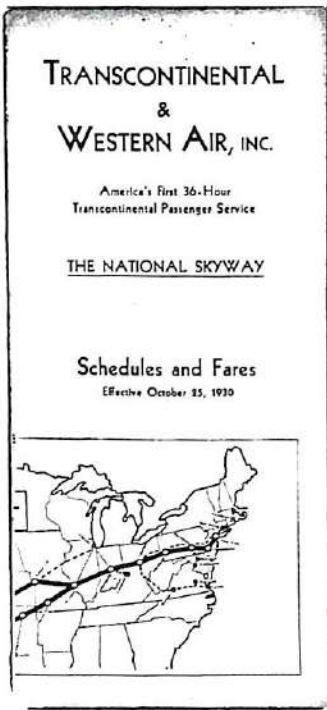 TRANSCONTINENTAL
&
WESTERN AIR, INC.
America's First 36-Hour
Transcontinental Passenger Service
THE NATIONAL SKYWAY
Schedules and Fares
Effective October 25, 1930